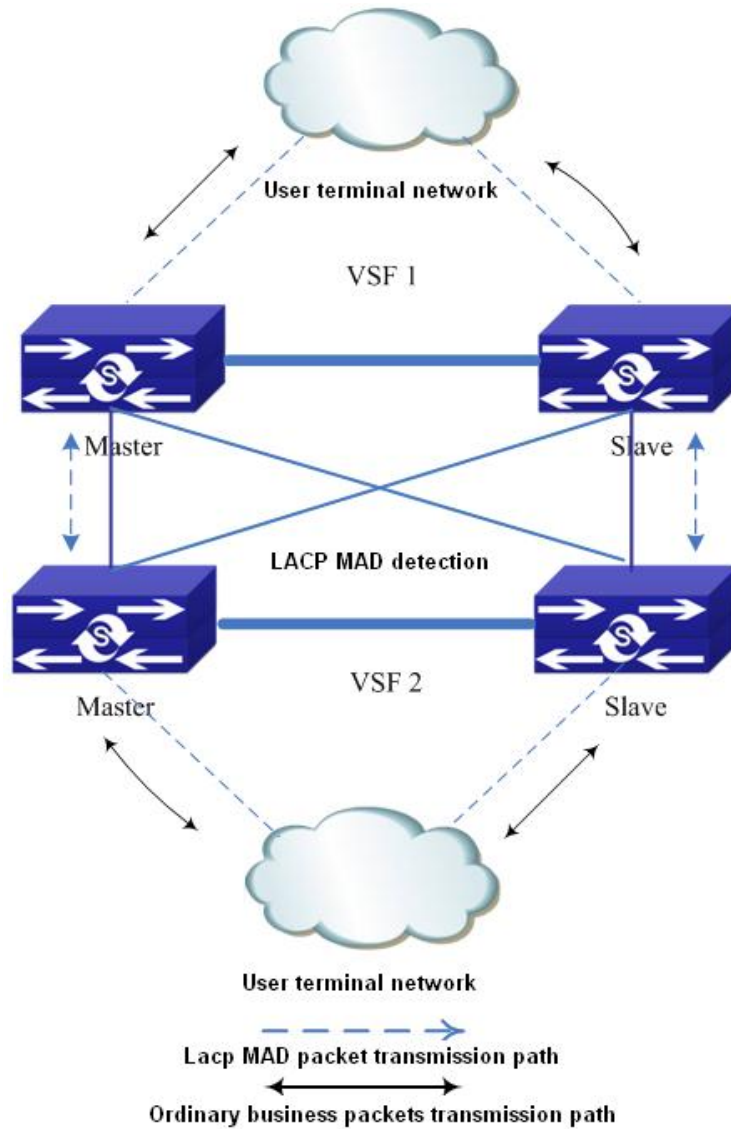 User terminal network
VSF 1
S
S
Master
Slave
LACP MAD detection
S
S
VSF 2
Master
Slave
User terminal network
Lacp MAD packet transmission path
Ordinary business packets transmission path